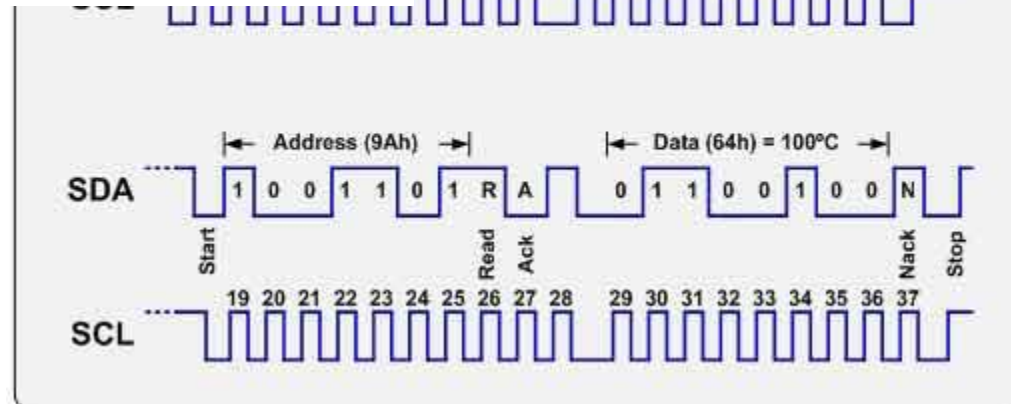 Address (9Ah)
Data (64h) = 100ºC
SDA
1 0 0 1 1 0 1 R A 0 1 1 0 0 1 0 0 N
Start
Read
Ack
Nack
Stop
19 20 21 22 23 24 25 26 27 28 29 30 31 32 33 34 35 36 37
SCL